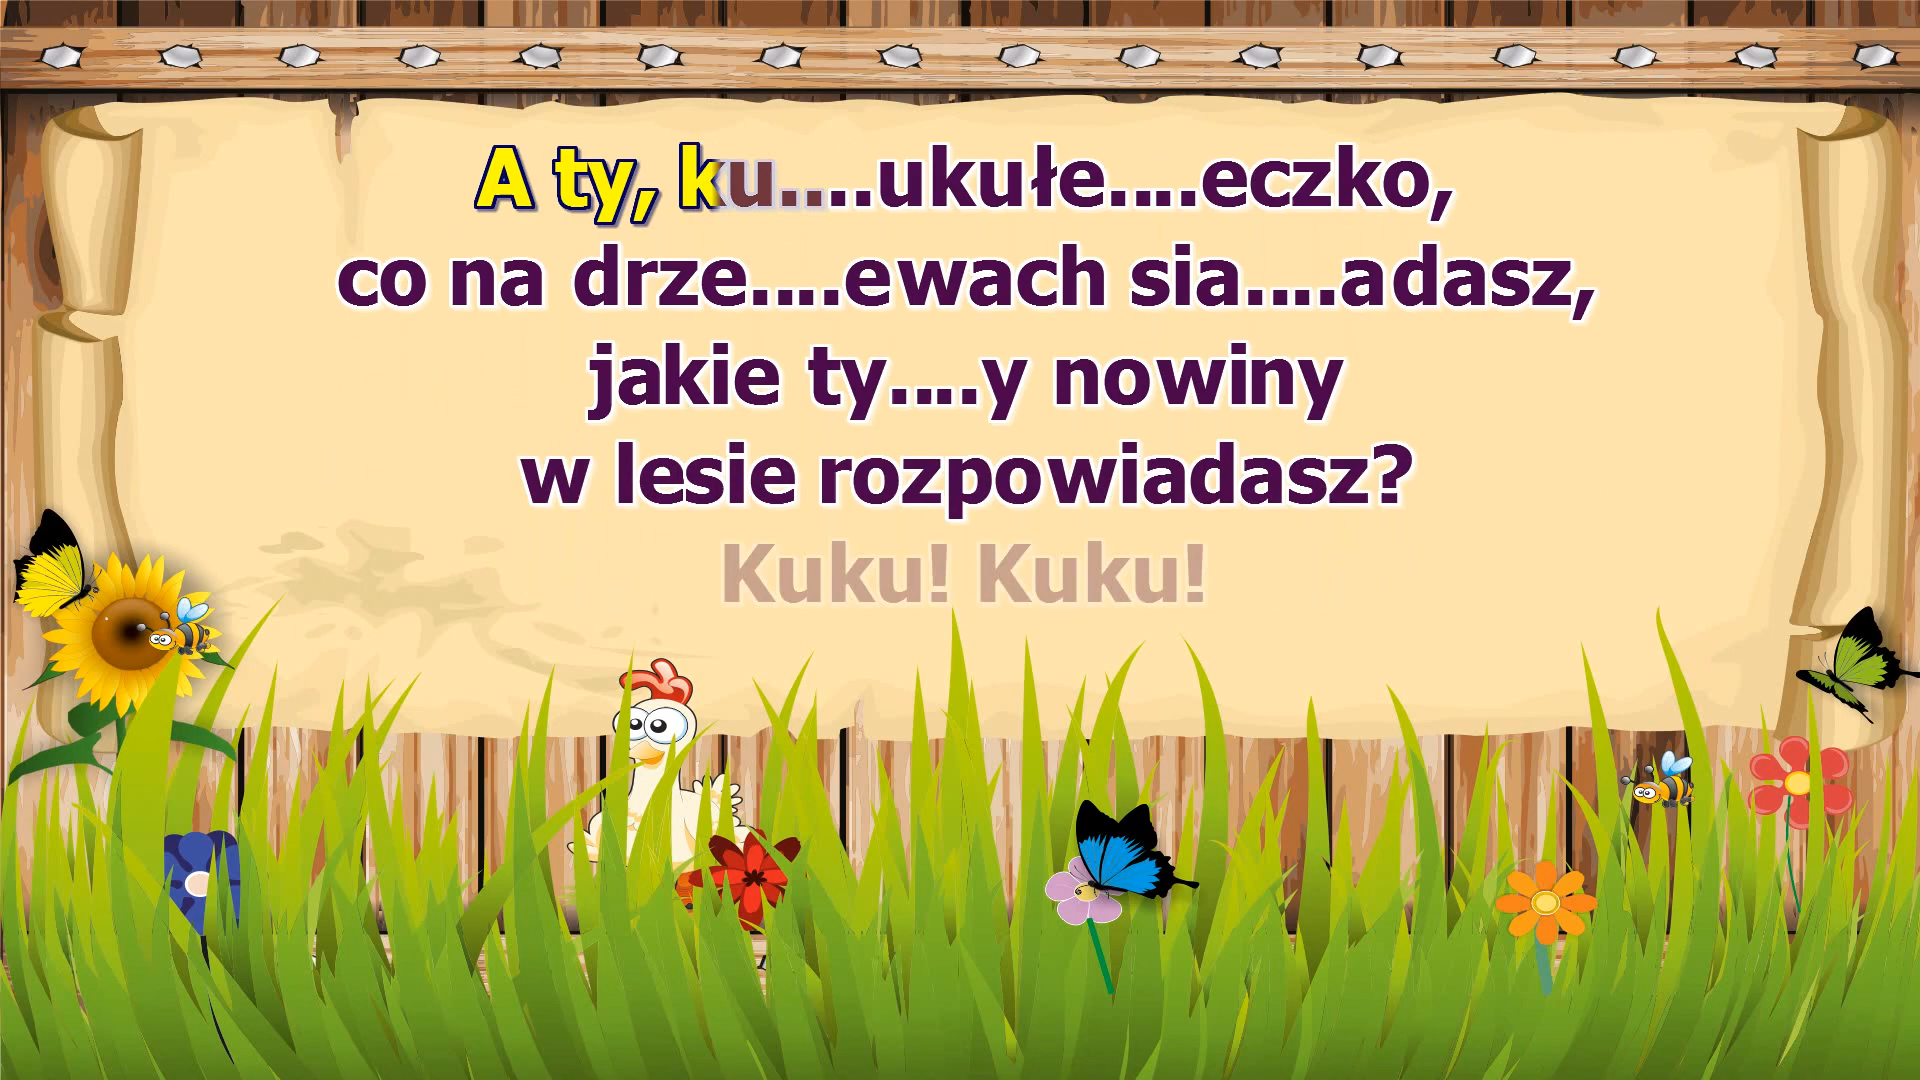 A ty, ku....ukułe....eczko,
co na drze....ewach sia....adasz,
jakie ty....y nowiny
w lesie rozpowiadasz?
Kuku! Kuku!